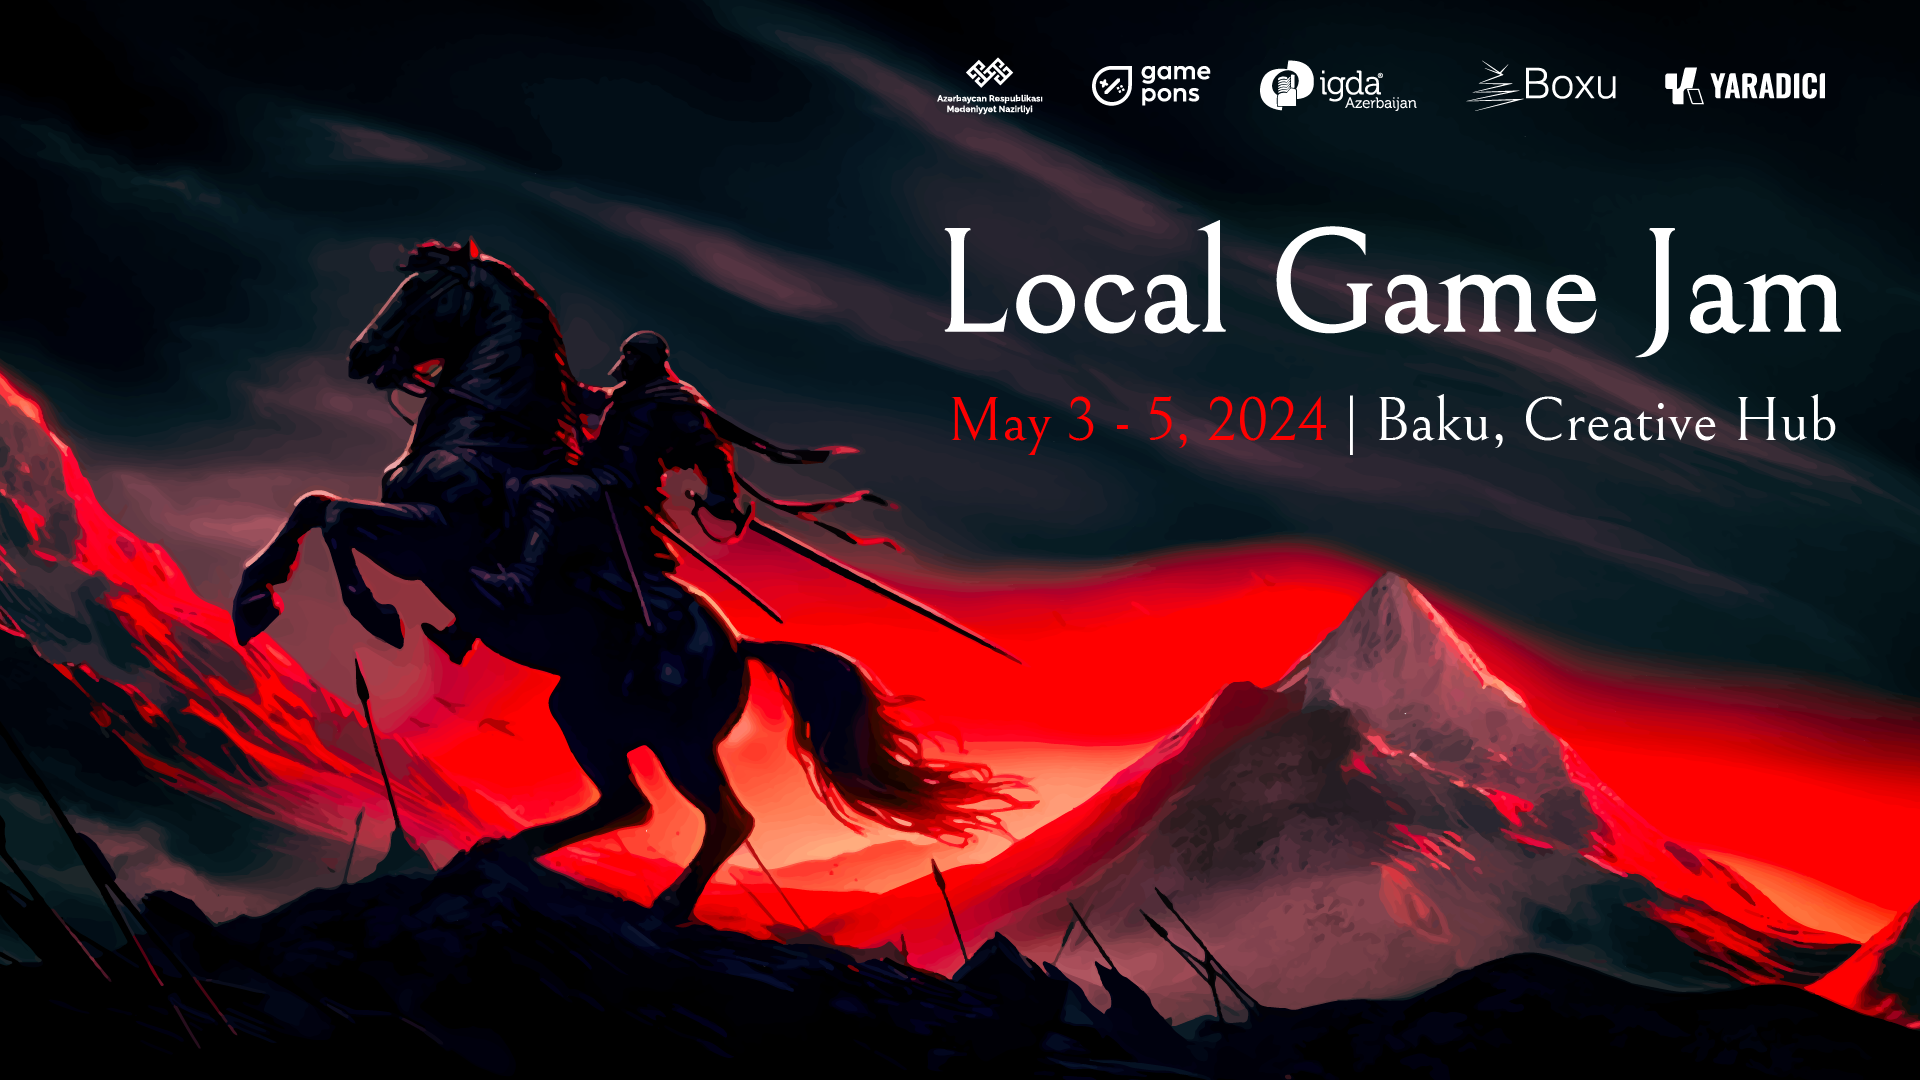 Azərbaycan Respublikası
Mədəniyyət Nazirliyi
game
pons
igda®
Azerbaijan
Boxu
YARADICI
Local Game Jam
May 3 - 5, 2024 | Baku, Creative Hub